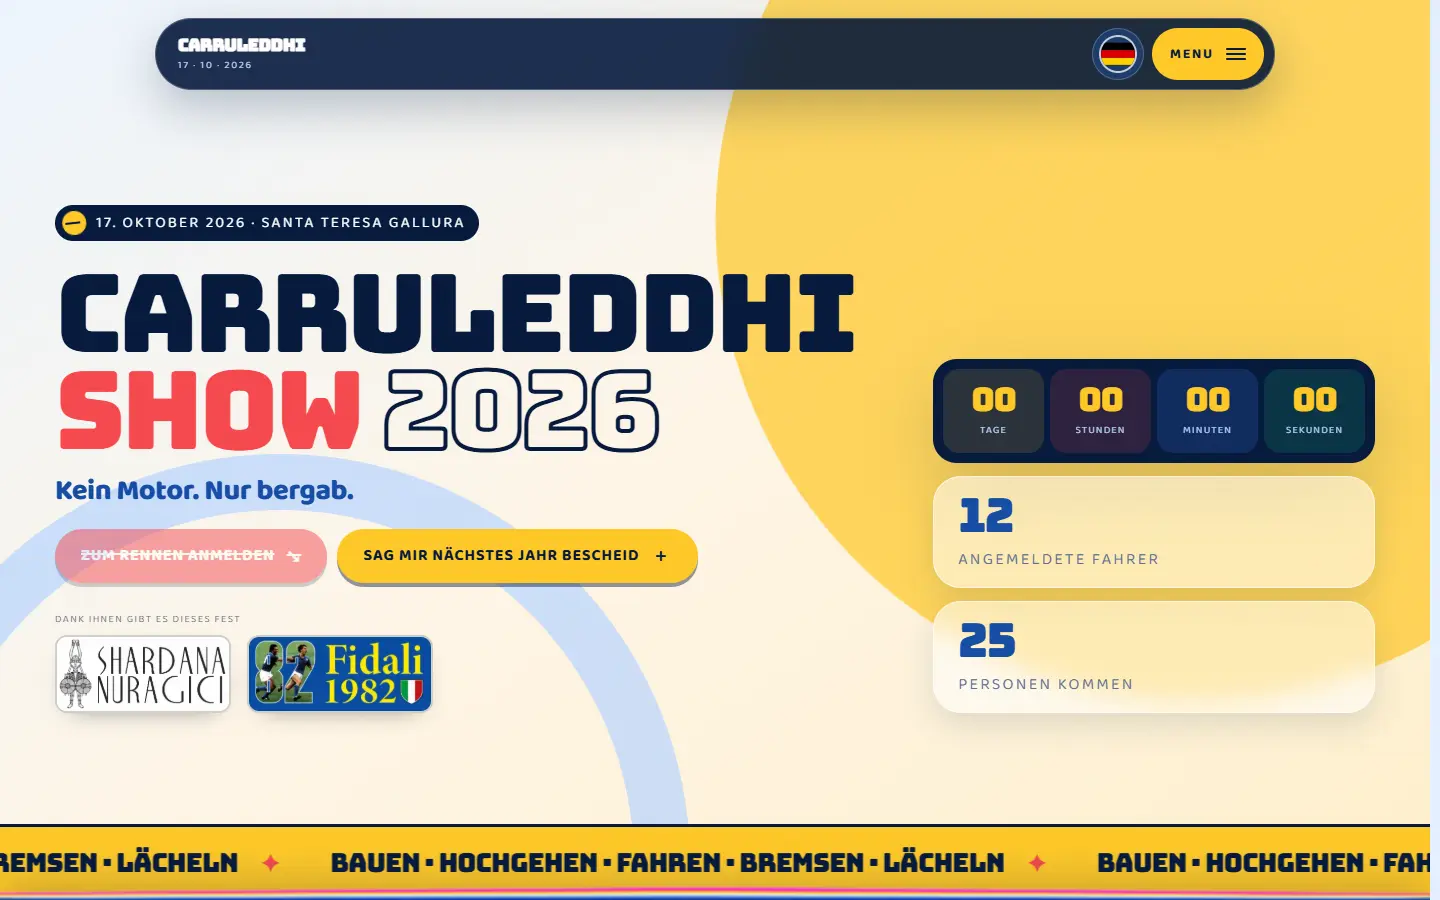 CARRULEDDHI
17 · 10 · 2026
MENU
17. OKTOBER 2026 · SANTA TERESA GALLURA
CARRULEDDHI
SHOW 2026
Kein Motor. Nur bergab.
ZUM RENNEN ANMELDEN
SAG MIR NÄCHSTES JAHR BESCHEID +
DANK IHNEN GIBT ES DIESES FEST
SHARDANA
NURAGICI
82 Fidali
1982
00 00 00 00
TAGE STUNDEN MINUTEN SEKUNDEN
12
ANGEMELDETE FAHRER
25
PERSONEN KOMMEN
REMSEN · LÄCHELN ✦ BAUEN · HOCHGEHEN · FAHREN · BREMSEN · LÄCHELN ✦ BAUEN · HOCHGEHEN · FAH